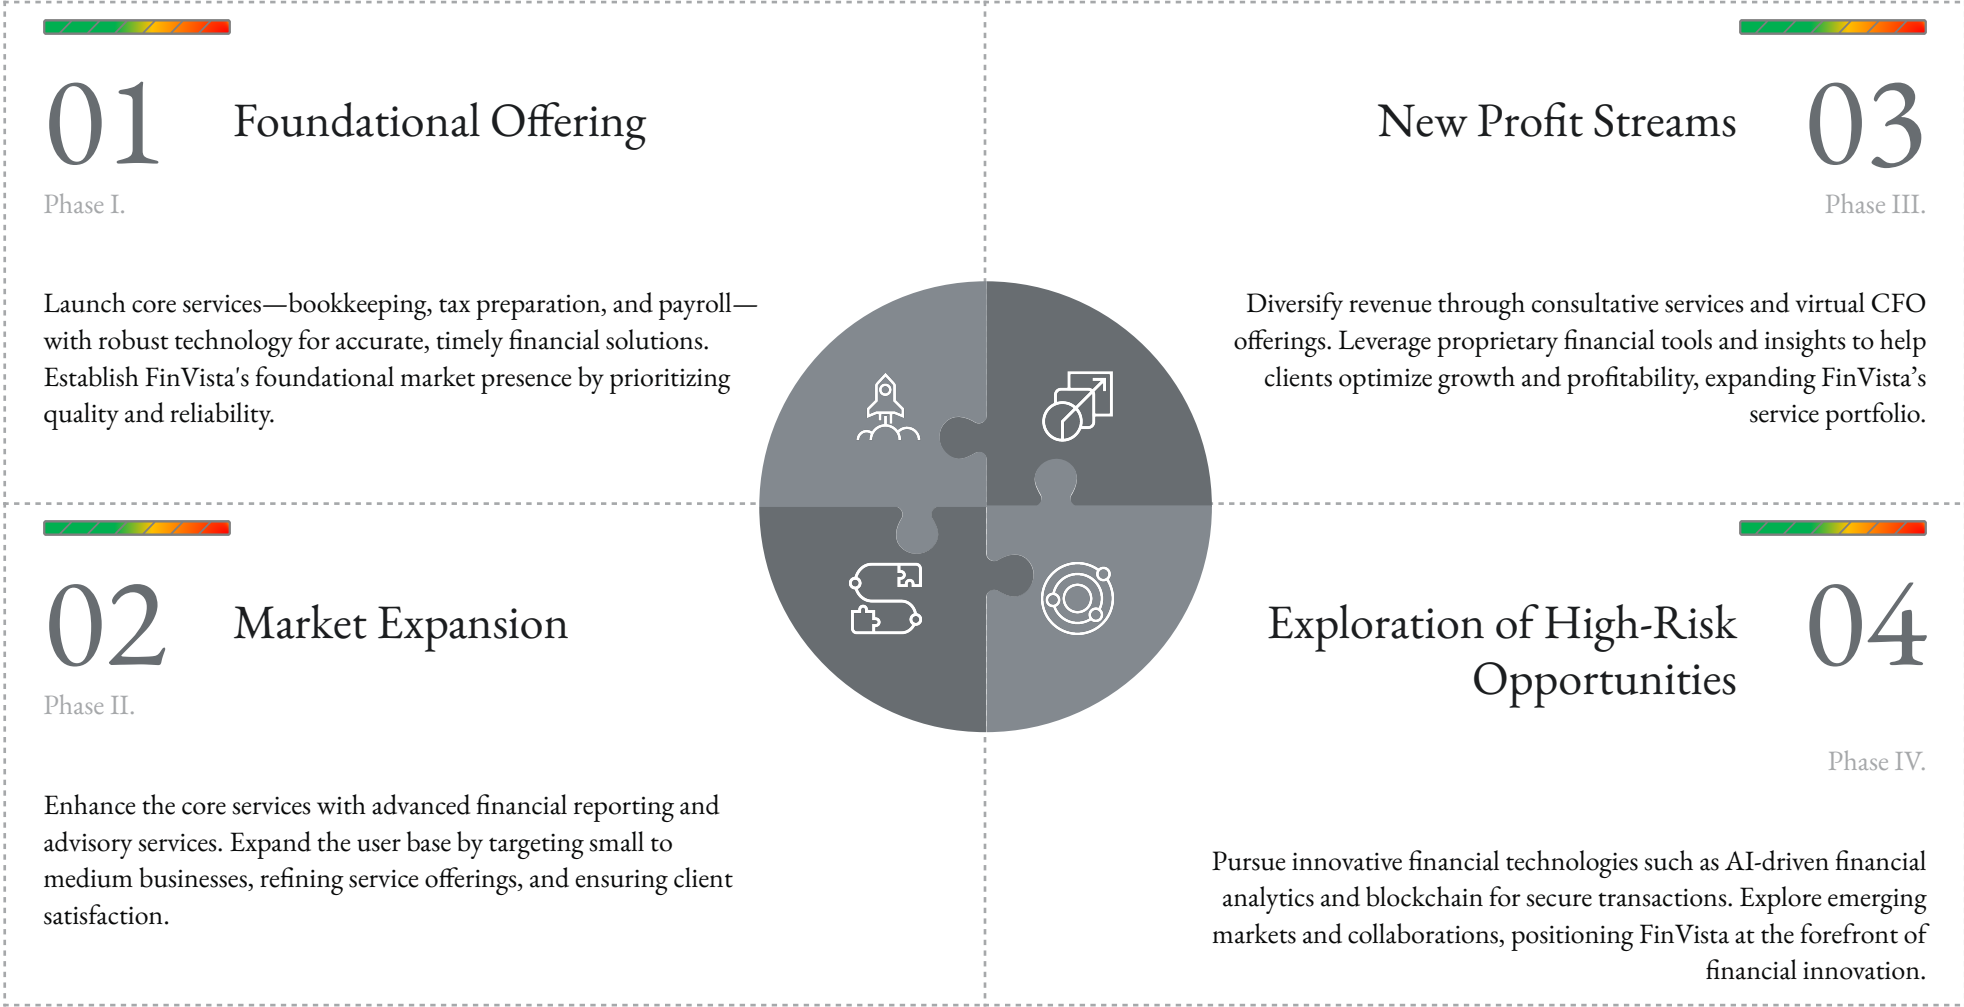 01
Foundational Offering
Phase I.
Launch core services—bookkeeping, tax preparation, and payroll—
with robust technology for accurate, timely financial solutions.
Establish FinVista's foundational market presence by prioritizing
quality and reliability.
02
Market Expansion
Phase II.
Enhance the core services with advanced financial reporting and
advisory services. Expand the user base by targeting small to
medium businesses, refining service offerings, and ensuring client
satisfaction.
New Profit Streams
03
Phase III.
Diversify revenue through consultative services and virtual CFO
offerings. Leverage proprietary financial tools and insights to help
clients optimize growth and profitability, expanding FinVista’s
service portfolio.
Exploration of High-Risk
Opportunities
04
Phase IV.
Pursue innovative financial technologies such as AI-driven financial
analytics and blockchain for secure transactions. Explore emerging
markets and collaborations, positioning FinVista at the forefront of
financial innovation.